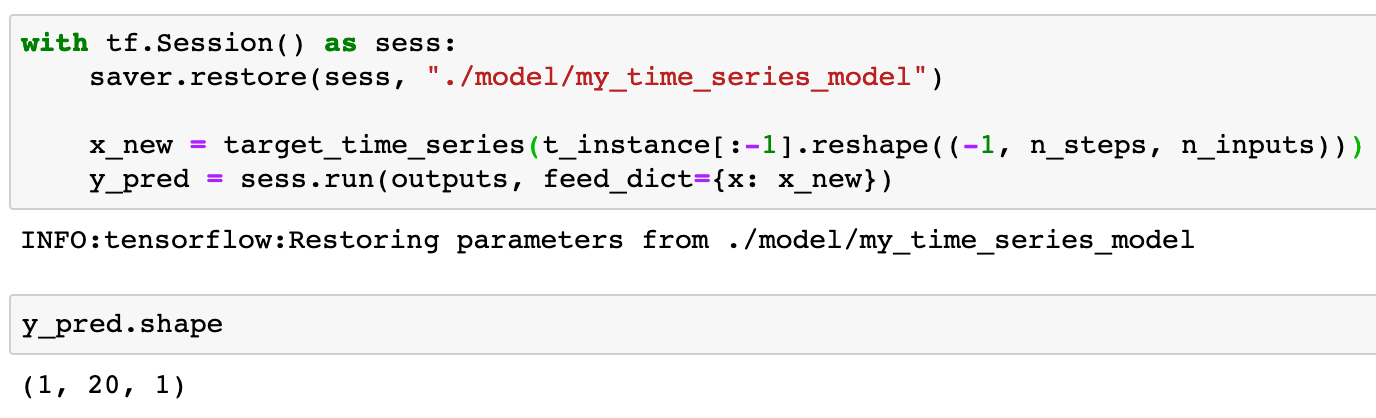 with tf.Session() as sess:
    saver.restore(sess, "./model/my_time_series_model")
    x_new = target_time_series(t_instance[:-1].reshape((-1, n_steps, n_inputs)))
    y_pred = sess.run(outputs, feed_dict={x: x_new})
INFO:tensorflow:Restoring parameters from ./model/my_time_series_model
y_pred.shape
(1, 20, 1)